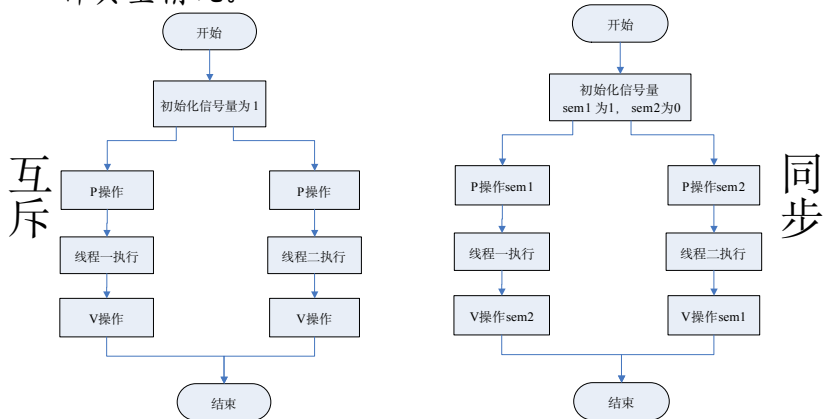 开始
初始化信号量为1
互斥
P操作
P操作
线程一执行
线程二执行
V操作
V操作
结束
开始
初始化信号量
sem1 为1, sem2为0
同步
P操作sem1
P操作sem2
线程一执行
线程二执行
V操作sem2
V操作sem1
结束